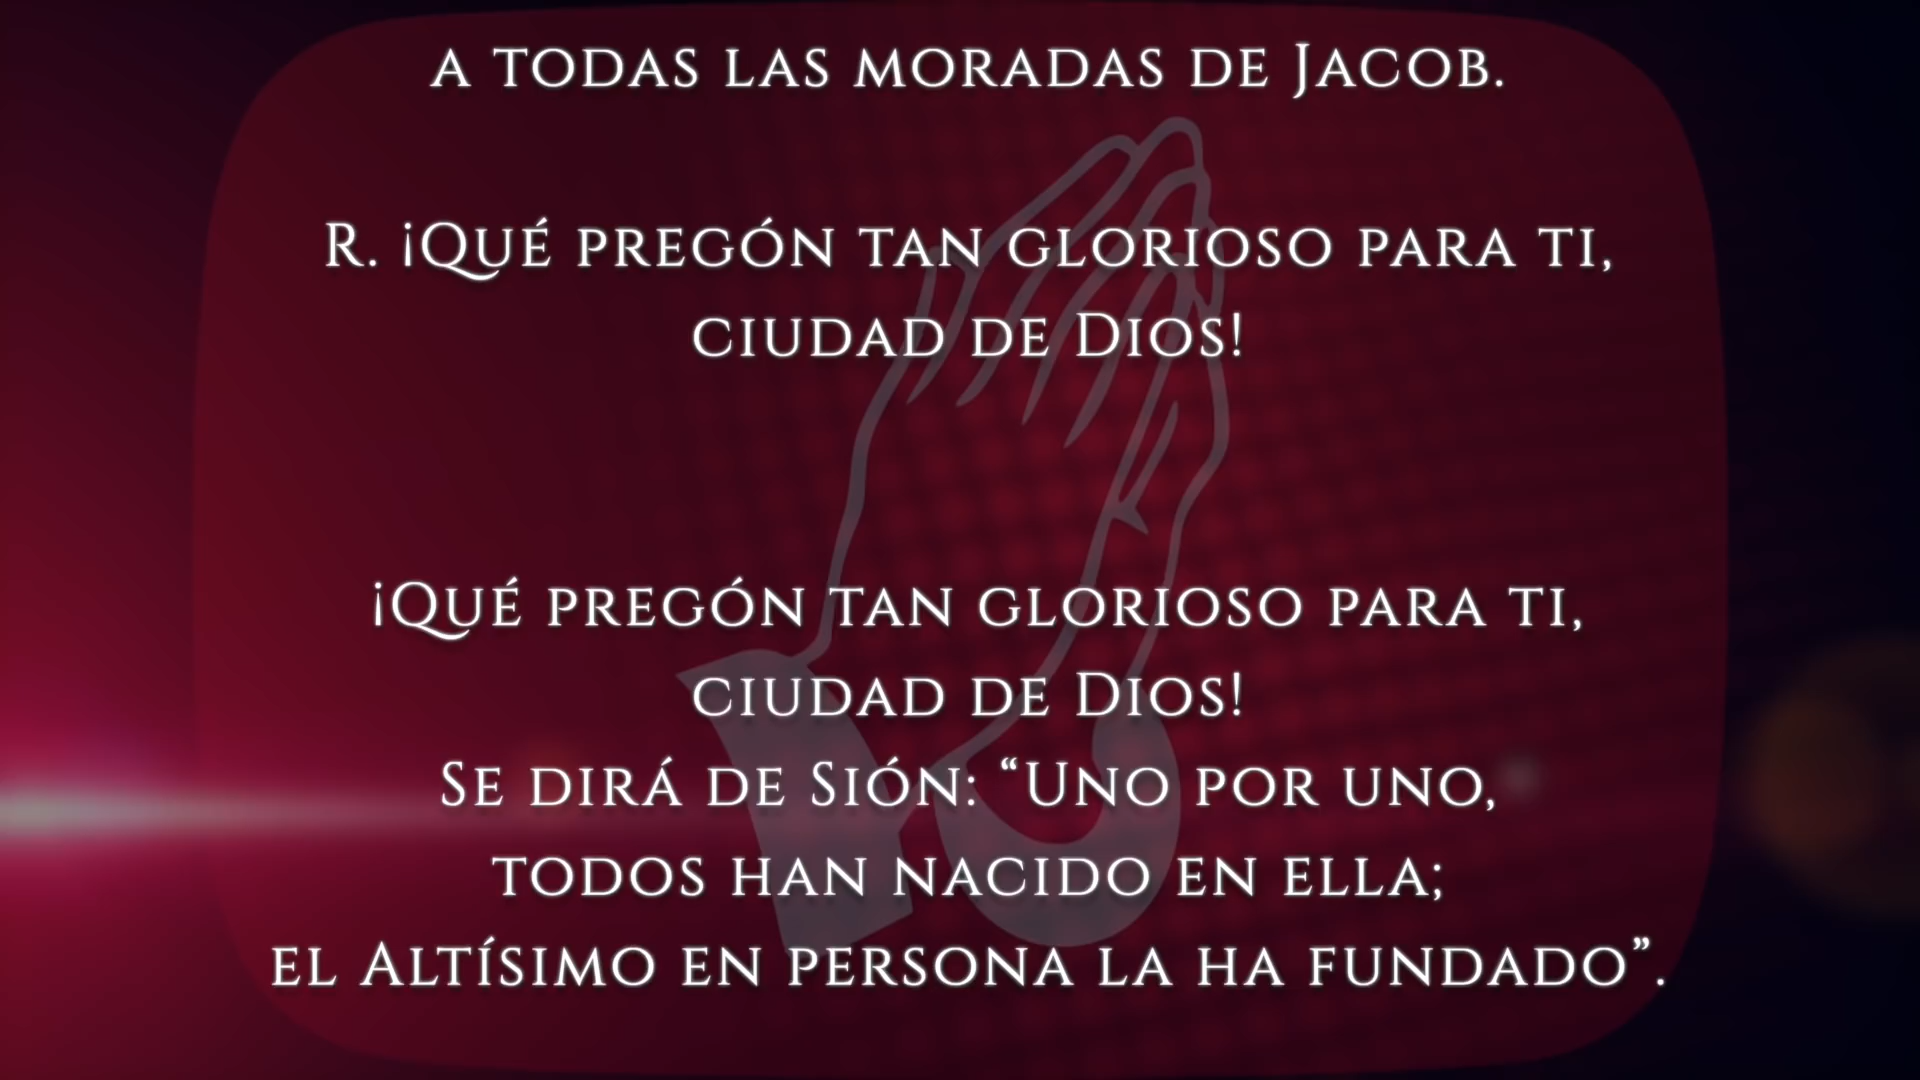 a todas las moradas de Jacob.
R. ¡Qué pregón tan glorioso para ti,
ciudad de Dios!
¡Qué pregón tan glorioso para ti,
ciudad de Dios!
Se dirá de Sión: “Uno por uno,
todos han nacido en ella;
el Altísimo en persona la ha fundado”.